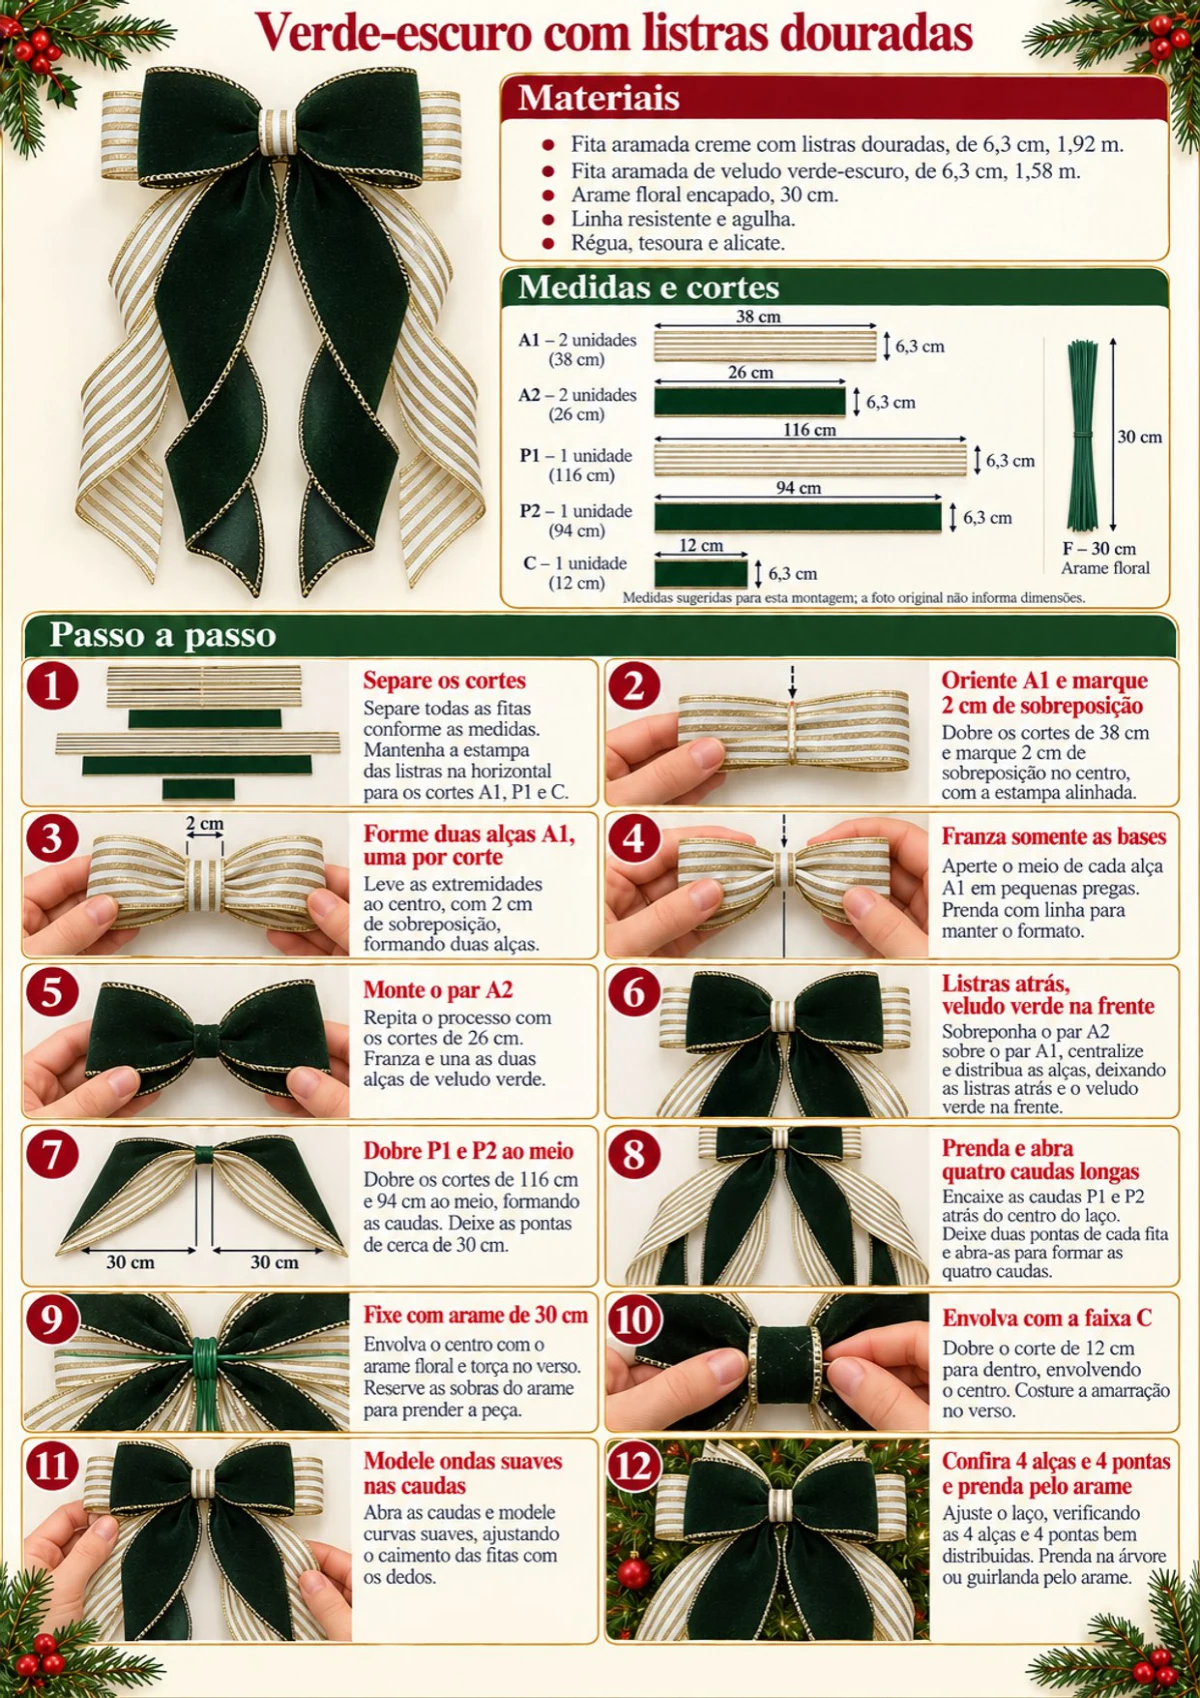 Verde-escuro com listras douradas
Materiais
Fita aramada creme com listras douradas, de 6,3 cm, 1,92 m.
Fita aramada de veludo verde-escuro, de 6,3 cm, 1,58 m.
Arame floral encapado, 30 cm.
Linha resistente e agulha.
Régua, tesoura e alicate.
Medidas e cortes
38 cm
A1 – 2 unidades
(38 cm)
6,3 cm
26 cm
A2 – 2 unidades
(26 cm)
6,3 cm
116 cm
P1 – 1 unidade
(116 cm)
6,3 cm
94 cm
P2 – 1 unidade
(94 cm)
6,3 cm
12 cm
C – 1 unidade
(12 cm)
6,3 cm
30 cm
F – 30 cm
Arame floral
Medidas sugeridas para esta montagem; a foto original não informa dimensões.
Passo a passo
1
Separe os cortes
Separe todas as fitas
conforme as medidas.
Mantenha a estampa
das listras na horizontal
para os cortes A1, P1 e C.
2
Oriente A1 e marque
2 cm de sobreposição
Dobre os cortes de 38 cm
e marque 2 cm de
sobreposição no centro,
com a estampa alinhada.
3
2 cm
Forme duas alças A1,
uma por corte
Leve as extremidades
ao centro, com 2 cm
de sobreposição,
formando duas alças.
4
Franza somente as bases
Aperte o meio de cada alça
A1 em pequenas pregas.
Prenda com linha para
manter o formato.
5
Monte o par A2
Repita o processo com
os cortes de 26 cm.
Franza e una as duas
alças de veludo verde.
6
Listras atrás,
veludo verde na frente
Sobreponha o par A2
sobre o par A1, centralize
e distribua as alças, deixando
as listras atrás e o veludo
verde na frente.
7
30 cm
30 cm
Dobre P1 e P2 ao meio
Dobre os cortes de 116 cm
e 94 cm ao meio, formando
as caudas. Deixe as pontas
de cerca de 30 cm.
8
Prenda e abra
quatro caudas longas
Encaixe as caudas P1 e P2
atrás do centro do laço.
Deixe duas pontas de cada fita
e abra-as para formar as
quatro caudas.
9
Fixe com arame de 30 cm
Envolva o centro com o
arame floral e torça no verso.
Reserve as sobras do arame
para prender a peça.
10
Envolva com a faixa C
Dobre o corte de 12 cm
para dentro, envolvendo
o centro. Costure a amarração
no verso.
11
Modele ondas suaves
nas caudas
Abra as caudas e modele
curvas suaves, ajustando
o caimento das fitas com
os dedos.
12
Confira 4 alças e 4 pontas
e prenda pelo arame
Ajuste o laço, verificando
as 4 alças e 4 pontas bem
distribuidas. Prenda na árvore
ou guirlanda pelo arame.